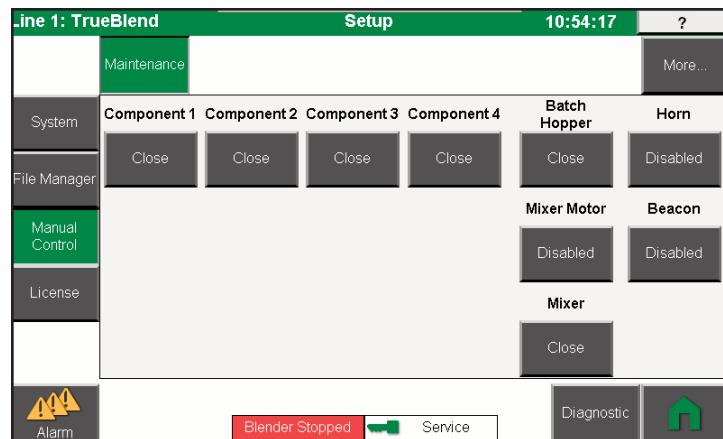 Line 1: TrueBlend Setup 10:54:17 ?
Maintenance More...
System
File Manager
Manual
Control
License
Component 1 Component 2 Component 3 Component 4 Batch
Hopper Horn
Close Close Close Close Close Disabled
Mixer Motor Beacon
Disabled Disabled
Mixer
Close
Alarm Blender Stopped Service Diagnostic